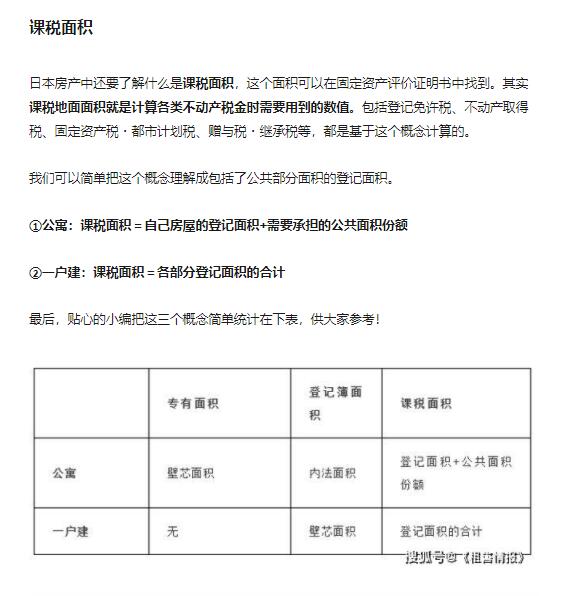 课税面积
日本房产中还要了解什么是课税面积，这个面积可以在固定资产评价证明书中找到。其实
课税地面面积就是计算各类不动产税金时需要用到的数值。包括登记免许税、不动产取得
税、固定资产税·都市计划税、赠与税·继承税等，都是基于这个概念计算的。
我们可以简单把这个概念理解成包括了公共部分面积的登记面积。
①公寓：课税面积＝自己房屋的登记面积+需要承担的公共面积份额
②一户建：课税面积＝各部分登记面积的合计
最后，贴心的小编把这三个概念简单统计在下表，供大家参考！
专有面积
登记簿面
积
课税面积
公寓
壁芯面积
内法面积
登记面积+公共面积
份额
一户建
无
壁芯面积
登记面积的合计
搜狐号@《租售情报》